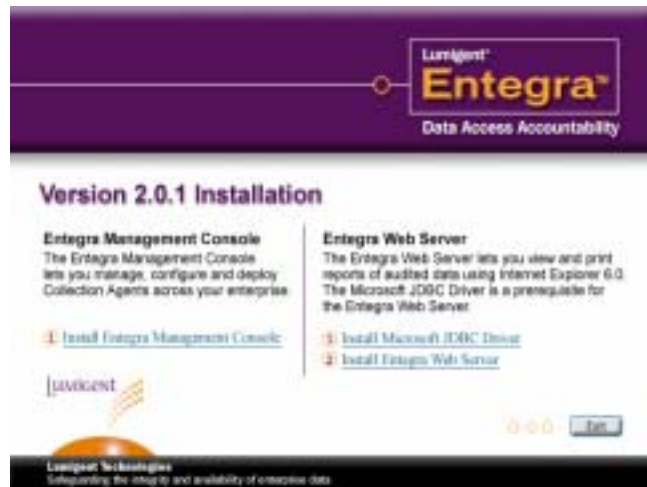 Lumigent®
Entegra™
Data Access Accountability
Version 2.0.1 Installation
Entegra Management Console
The Entegra Management Console
lets you manage, configure and deploy
Collection Agents across your enterprise
1 Install Entegra Management Console
Entegra Web Server
The Entegra Web Server lets you view and print
reports of audited data using Internet Explorer 6.0.
The Microsoft JDBC Driver is a prerequisite for
the Entegra Web Server
1 Install Microsoft JDBC Driver
2 Install Entegra Web Server
Lumigent
Exit
Lumigent Technologies
Safeguarding the integrity and availability of enterprise data